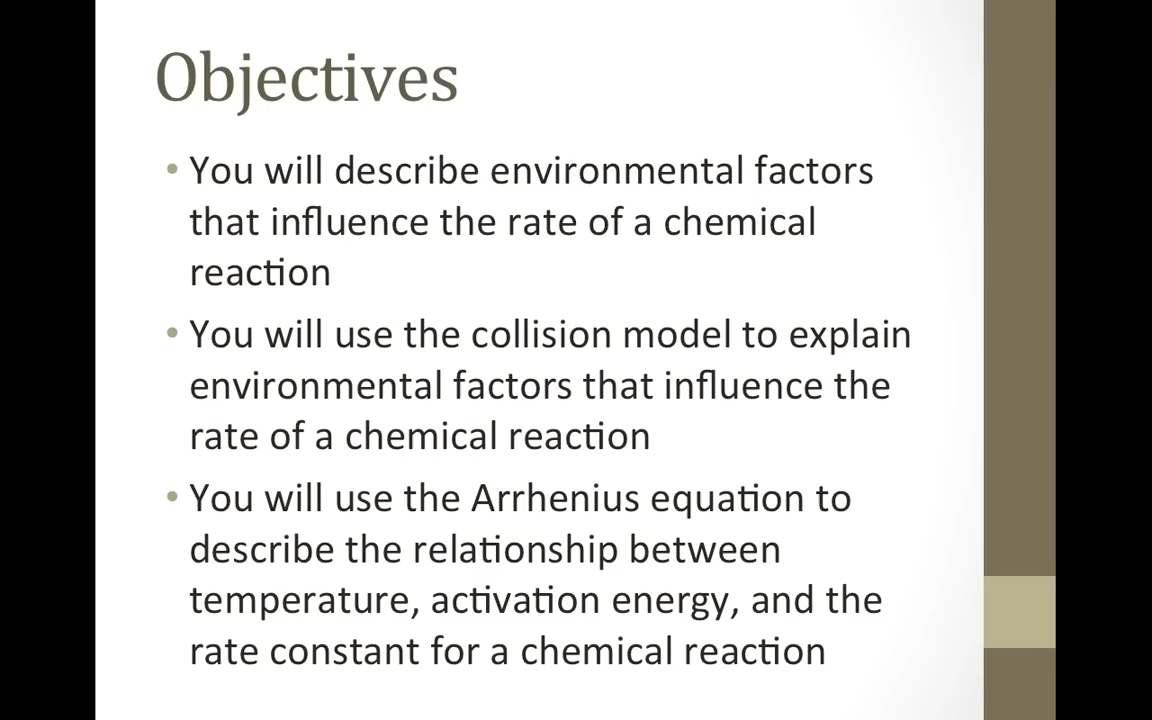 Objectives
• You will describe environmental factors
that influence the rate of a chemical
reaction
• You will use the collision model to explain
environmental factors that influence the
rate of a chemical reaction
• You will use the Arrhenius equation to
describe the relationship between
temperature, activation energy, and the
rate constant for a chemical reaction